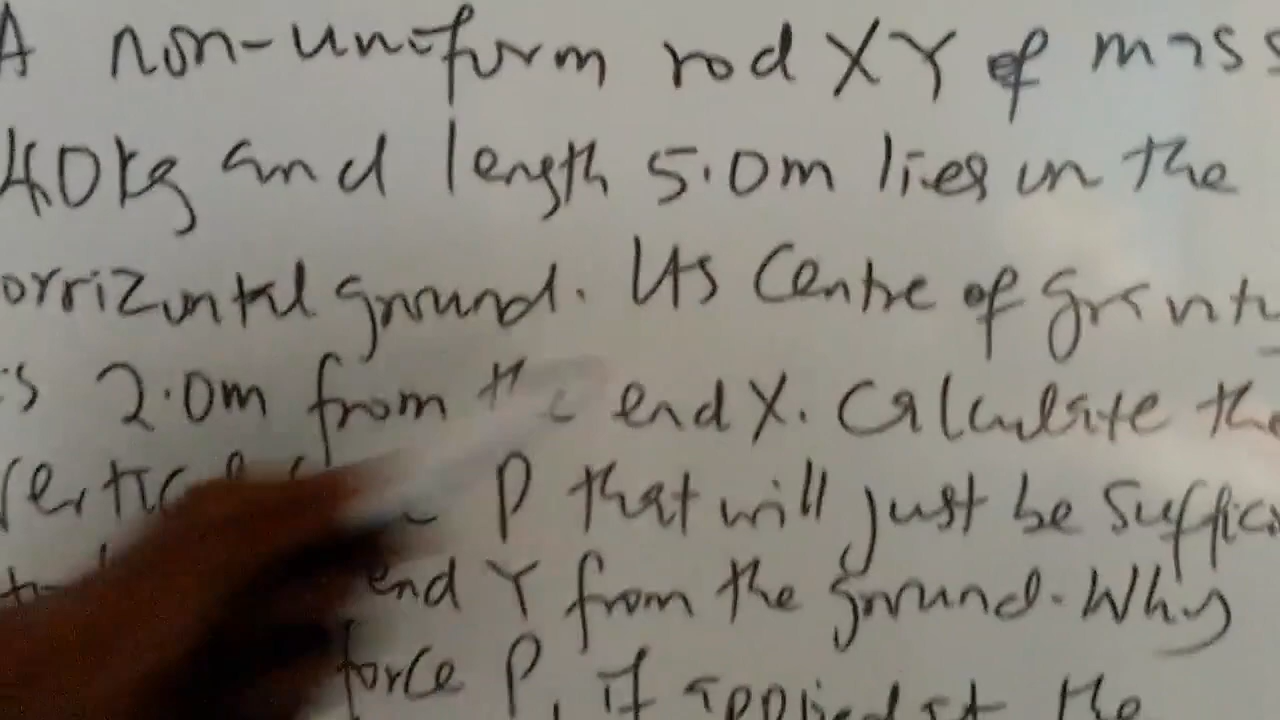 A non-uniform rod XY of mass
40kg and length 5.0m lies in the
orrizontal ground. Its Centre of gravity
is 2.0m from the end X. Calculate the
P that will just be suffici
end Y from the ground. Why
force P, if applied at the